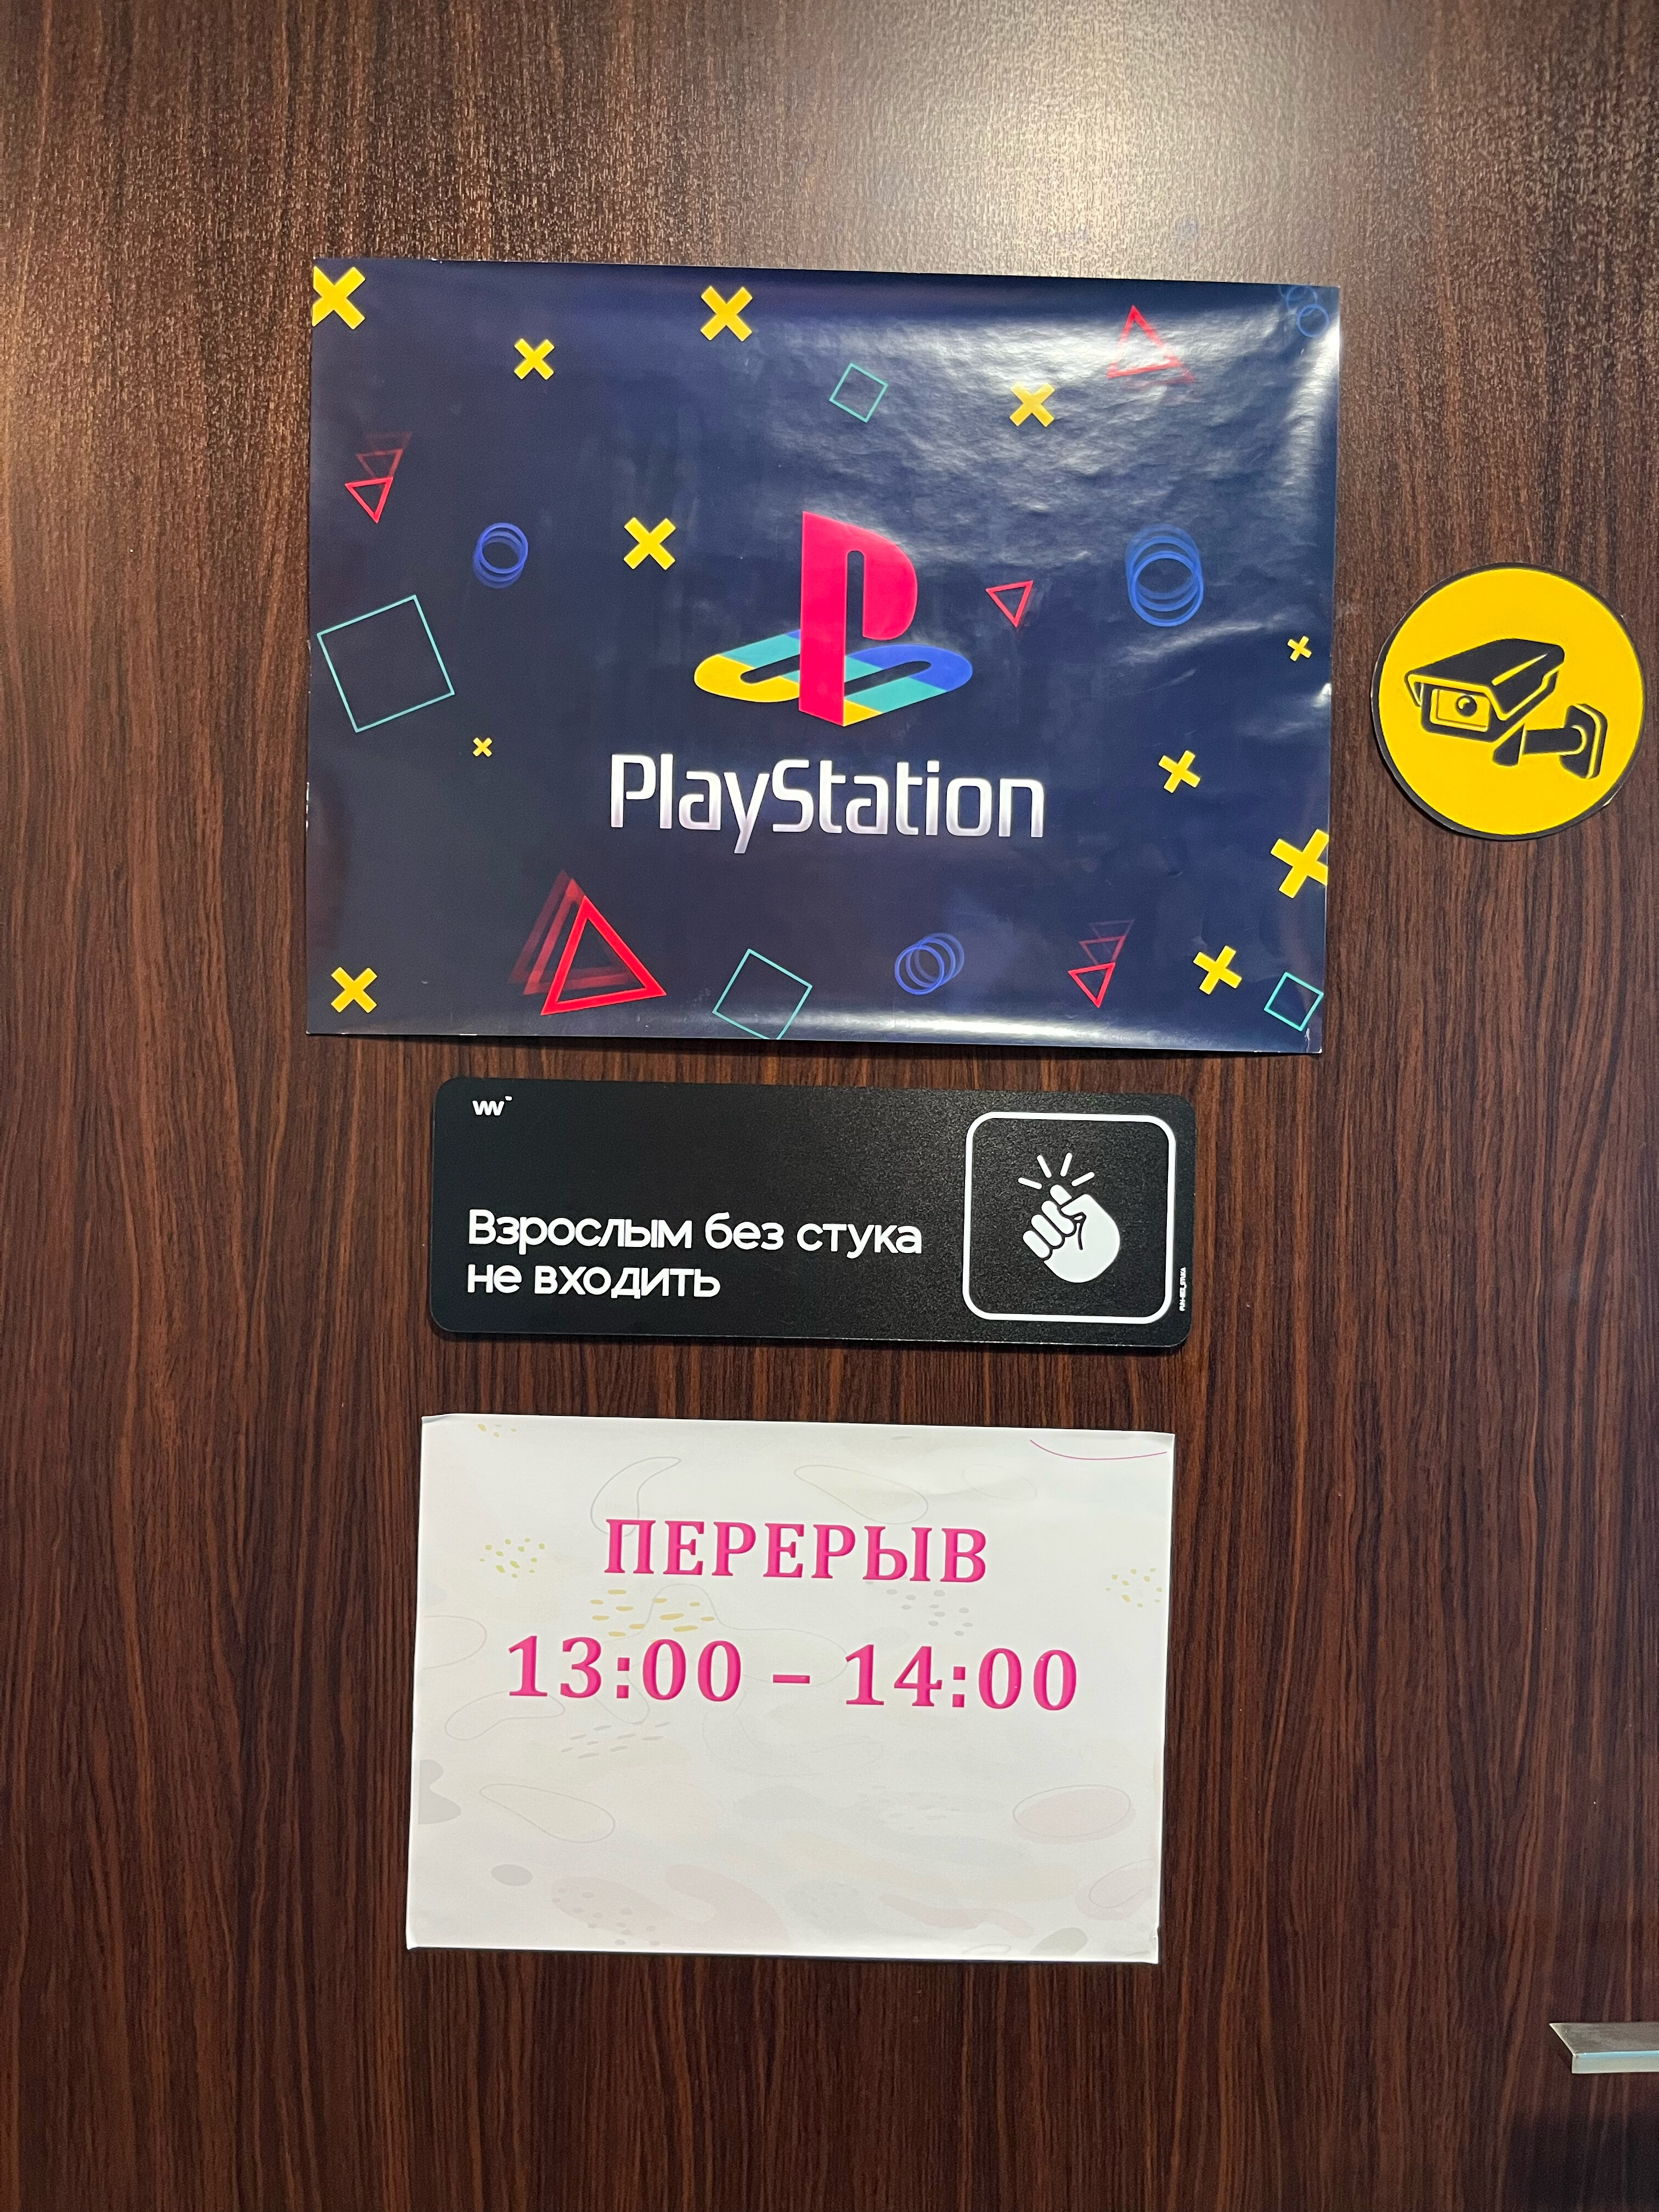 PlayStation
Взрослым без стука
не входить
ПЕРЕРЫВ
13:00 – 14:00